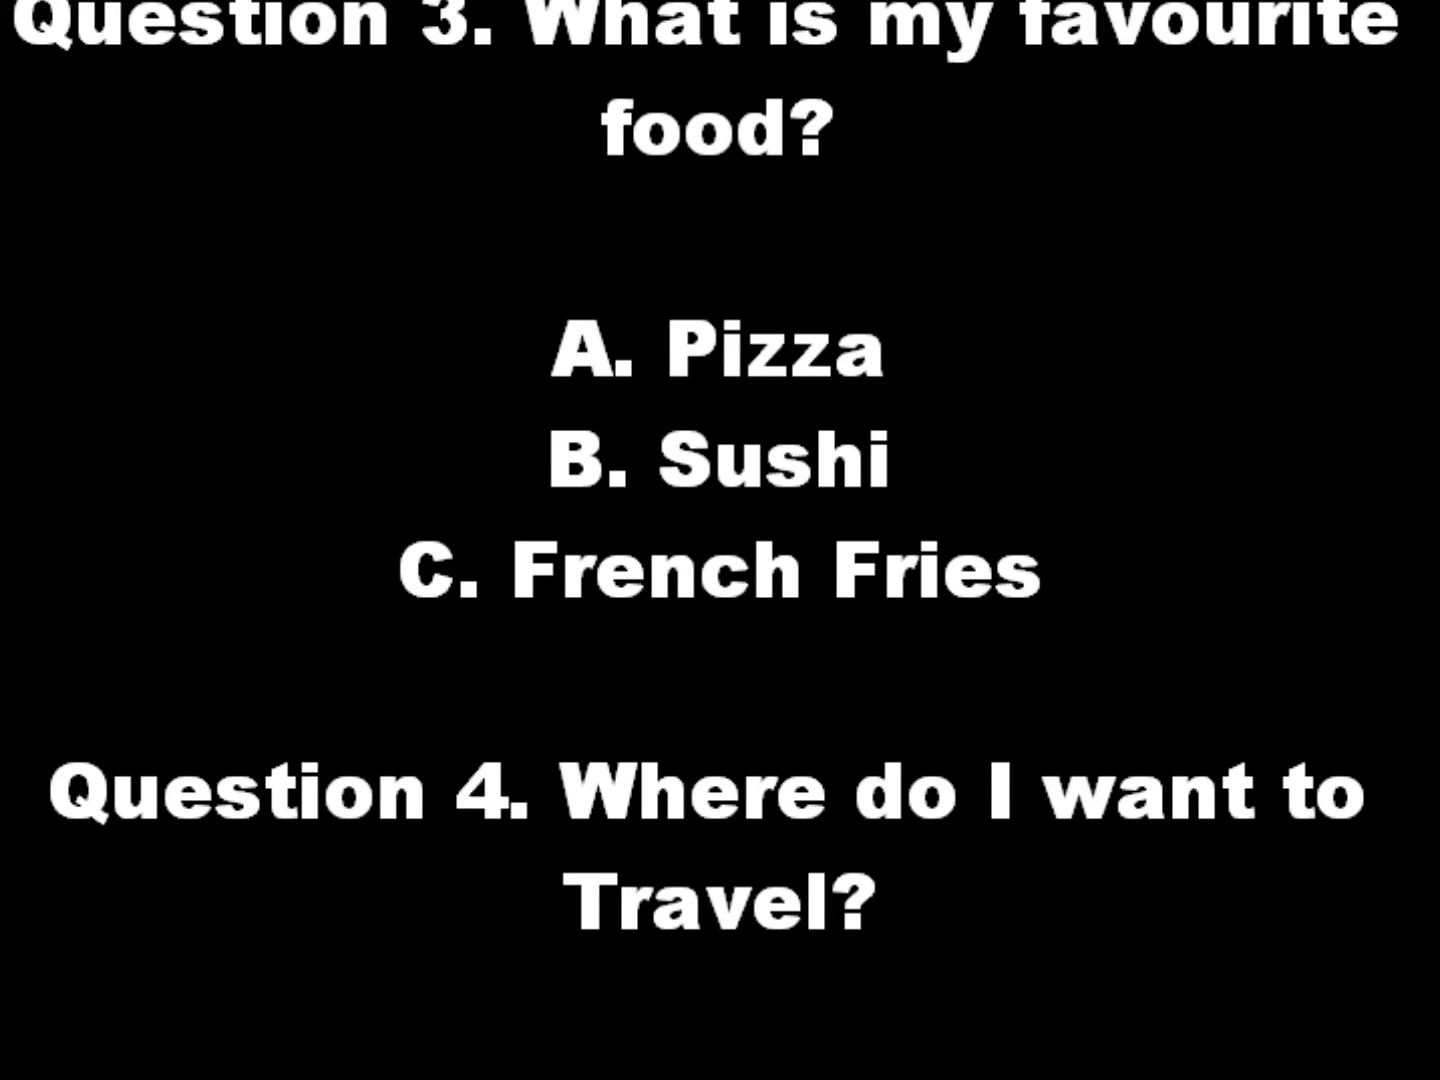 Question 3. What is my favourite
food?
A. Pizza
B. Sushi
C. French Fries
Question 4. Where do I want to
Travel?